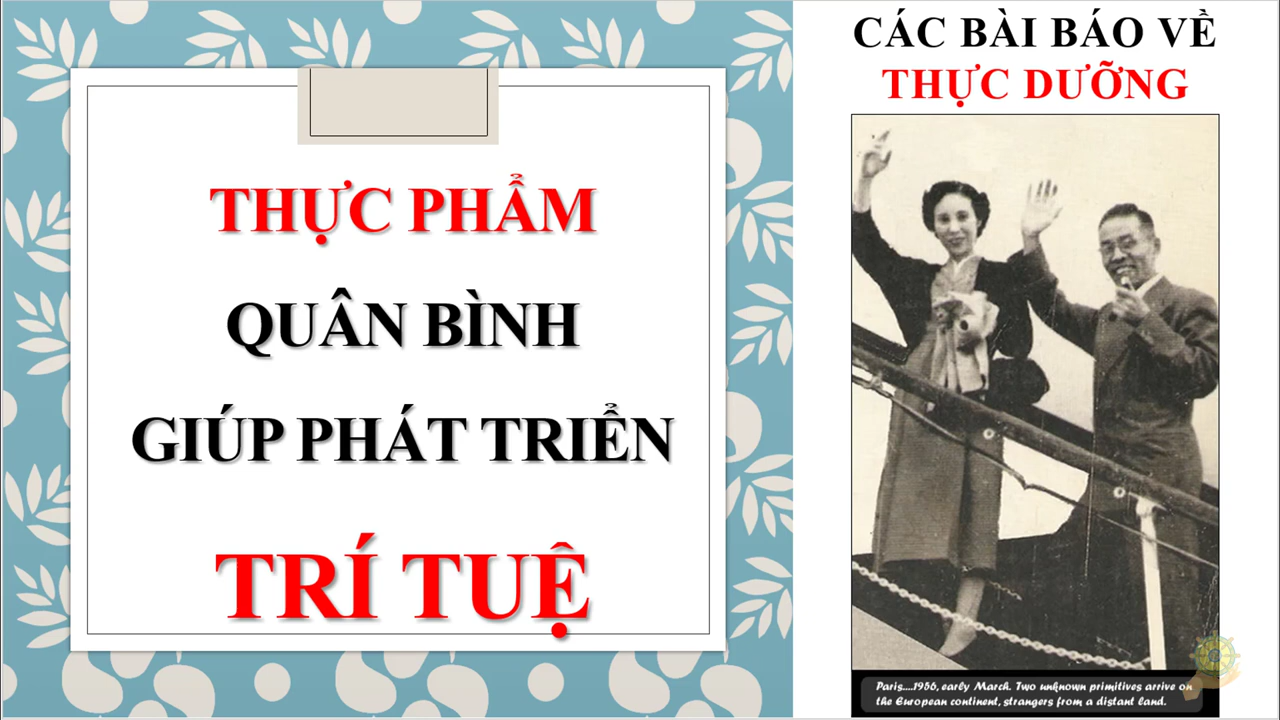 THỰC PHẨM
QUÂN BÌNH
GIÚP PHÁT TRIỂN
TRÍ TUỆ
CÁC BÀI BÁO VỀ
THỰC DƯỠNG
Paris....1956, early March. Two unknown primitives arrive on
the European continent, strangers from a distant land.